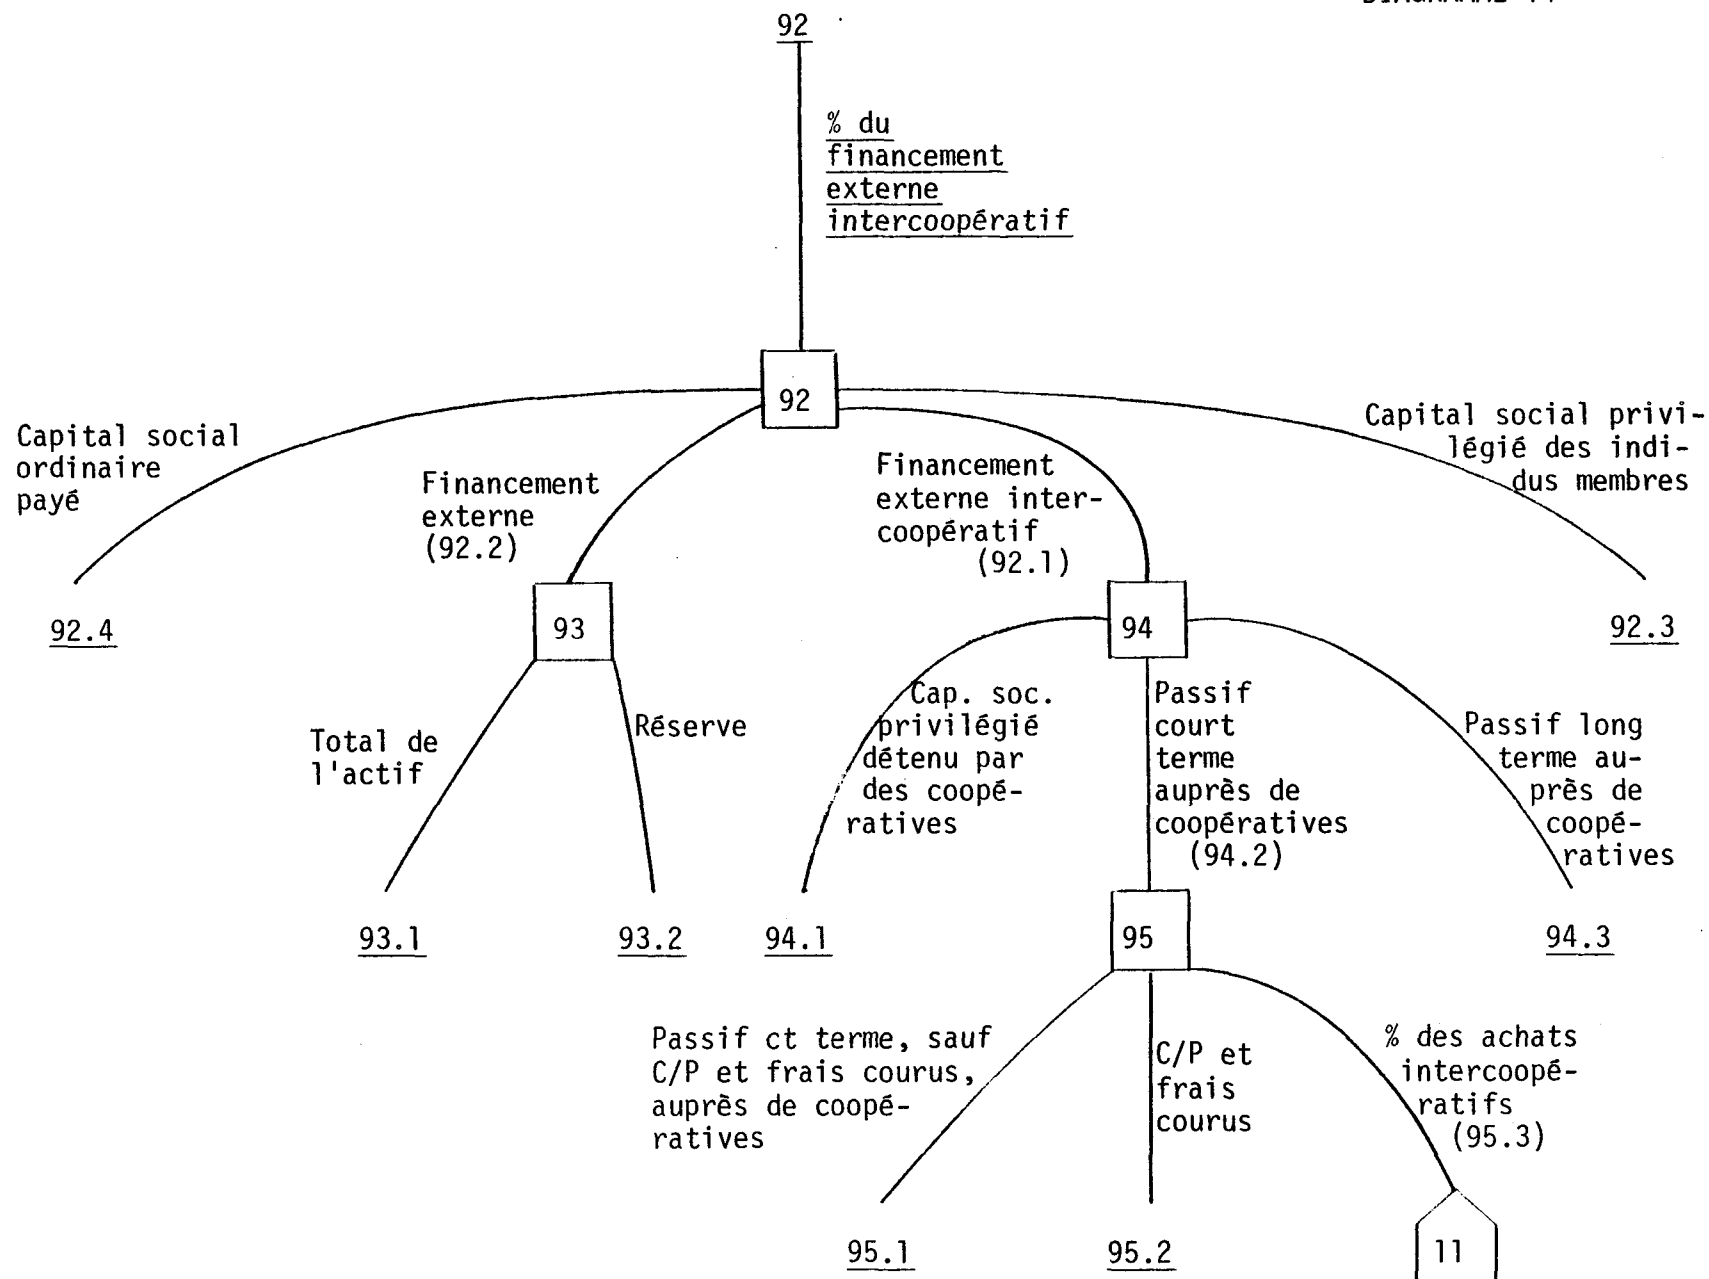 92
% du
financement
externe
intercoopératif
92
Capital social
ordinaire
payé
Financement
externe
(92.2)
Financement
externe inter-
coopératif
(92.1)
Capital social privi-
légié des indi-
dus membres
92.4
93
94
92.3
Total de
l'actif
Réserve
Cap. soc.
privilégié
détenu par
des coopé-
ratives
Passif
court
terme
auprès de
coopératives
(94.2)
Passif long
terme au-
près de
coopé-
ratives
93.1
93.2
94.1
95
94.3
Passif ct terme, sauf
C/P et frais courus,
auprès de coopé-
ratives
C/P et
frais
courus
% des achats
intercoopé-
ratifs
(95.3)
95.1
95.2
11